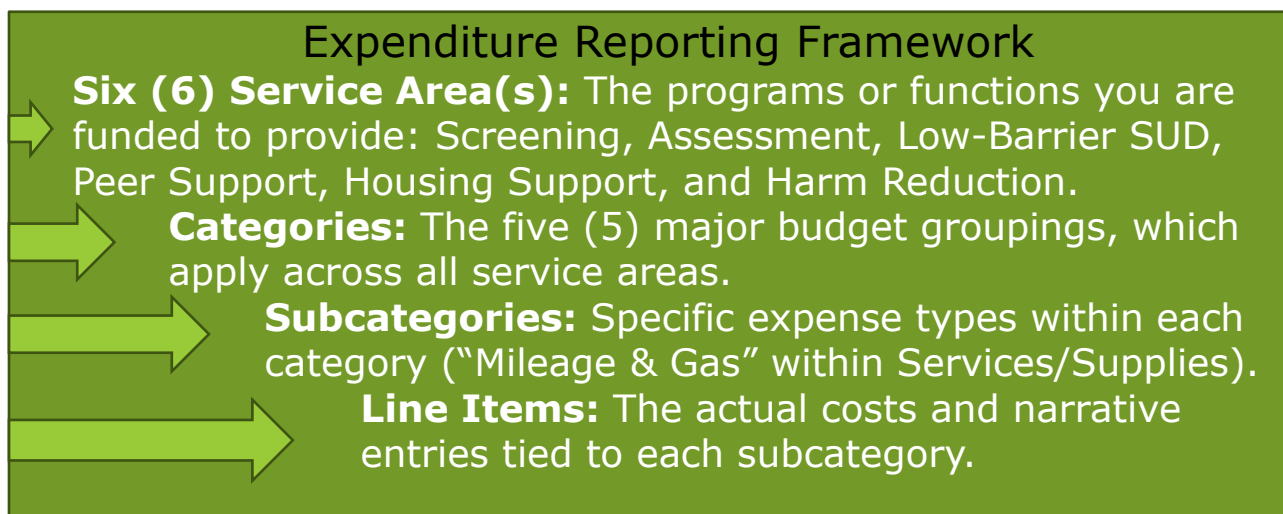 Expenditure Reporting Framework
Six (6) Service Area(s): The programs or functions you are
funded to provide: Screening, Assessment, Low-Barrier SUD,
Peer Support, Housing Support, and Harm Reduction.
Categories: The five (5) major budget groupings, which
apply across all service areas.
Subcategories: Specific expense types within each
category (“Mileage & Gas” within Services/Supplies).
Line Items: The actual costs and narrative
entries tied to each subcategory.